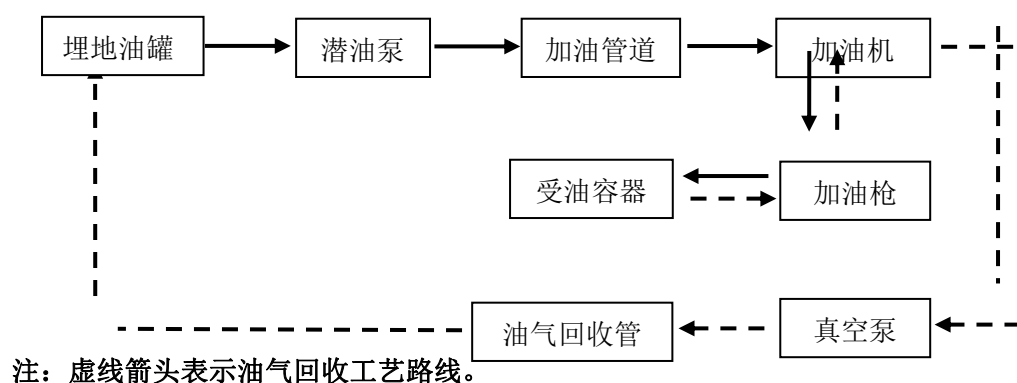 埋地油罐 潜油泵 加油管道 加油机
受油容器 加油枪
油气回收管 真空泵
注：虚线箭头表示油气回收工艺路线。